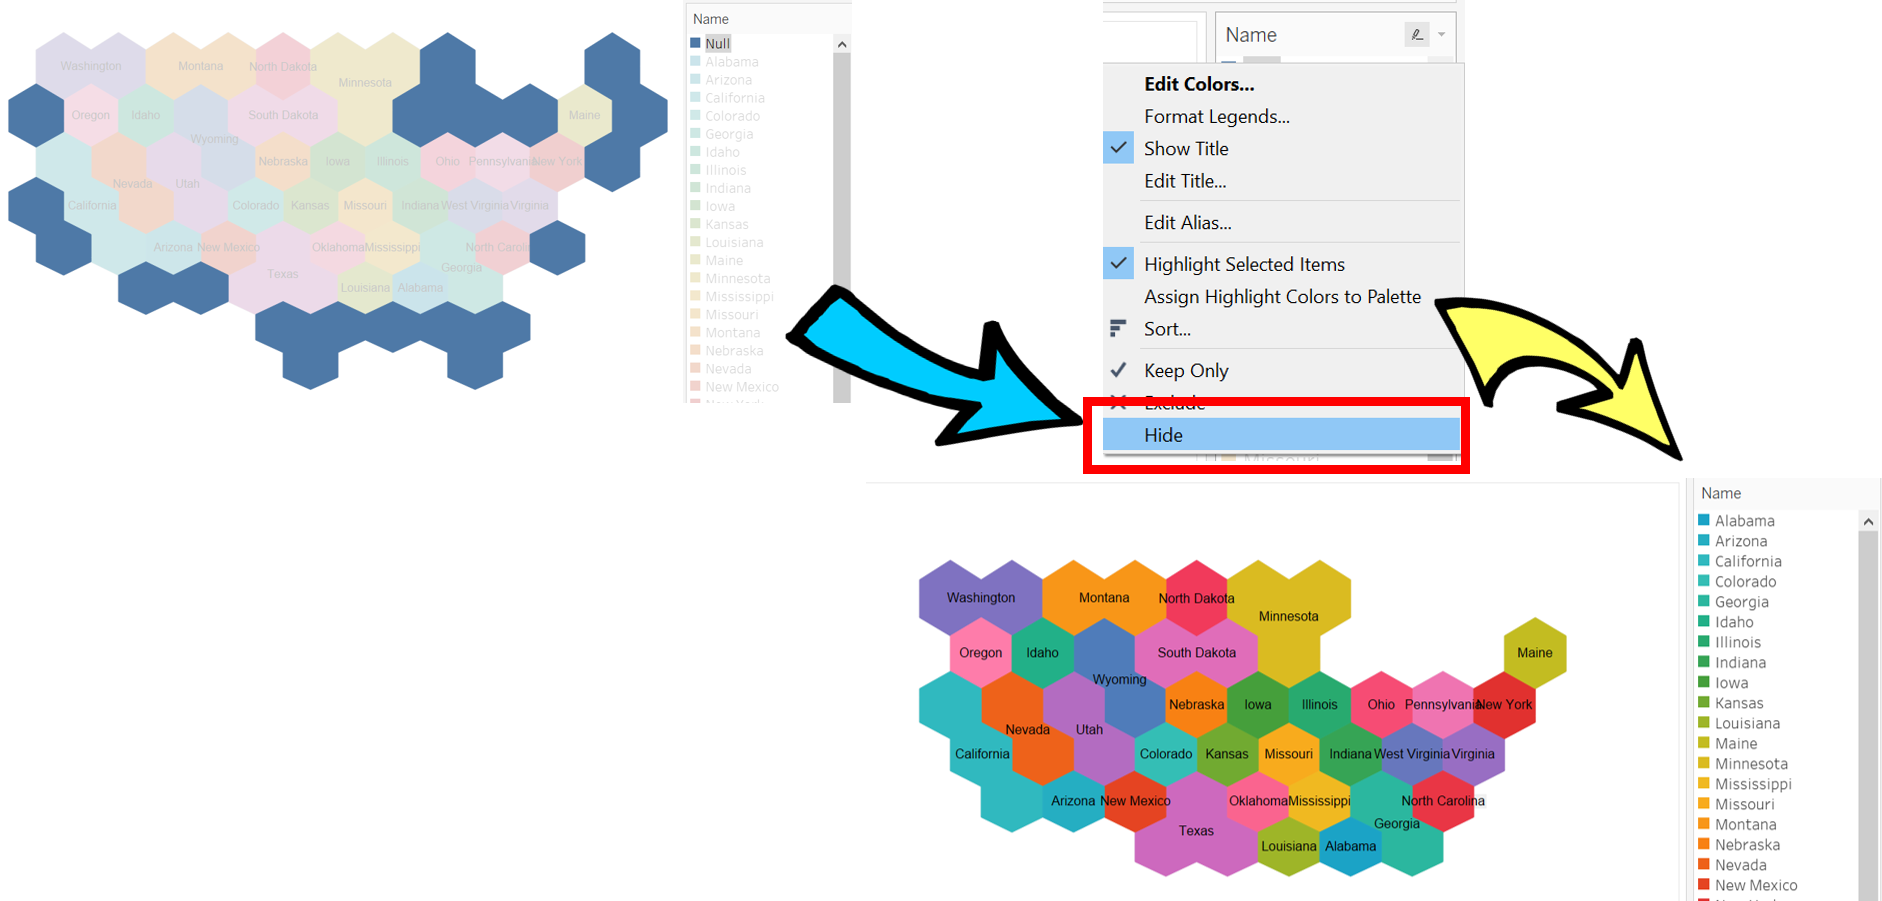 Washington
Montana
North Dakota
Minnesota
Oregon
Idaho
Wyoming
South Dakota
Maine
Nebraska
Iowa
Illinois
Ohio
Pennsylvania
New York
Nevada
Utah
California
Colorado
Kansas
Missouri
Indiana
West Virginia
Virginia
Arizona
New Mexico
Oklahoma
Mississippi
North Caroli
Georgia
Texas
Louisiana
Alabama
Name
Null
Alabama
Arizona
California
Colorado
Georgia
Idaho
Illinois
Indiana
Iowa
Kansas
Louisiana
Maine
Minnesota
Mississippi
Missouri
Montana
Nebraska
Nevada
New Mexico
New York
Name
Edit Colors...
Format Legends...
Show Title
Edit Title...
Edit Alias...
Highlight Selected Items
Assign Highlight Colors to Palette
Sort...
Keep Only
Exclude
Hide
Missouri
Washington
Montana
North Dakota
Minnesota
Oregon
Idaho
Wyoming
South Dakota
Maine
Nebraska
Iowa
Illinois
Ohio
Pennsylvania
New York
Nevada
Utah
California
Colorado
Kansas
Missouri
Indiana
West Virginia
Virginia
Arizona
New Mexico
Oklahoma
Mississippi
North Carolina
Georgia
Texas
Louisiana
Alabama
Name
Alabama
Arizona
California
Colorado
Georgia
Idaho
Illinois
Indiana
Iowa
Kansas
Louisiana
Maine
Minnesota
Mississippi
Missouri
Montana
Nebraska
Nevada
New Mexico